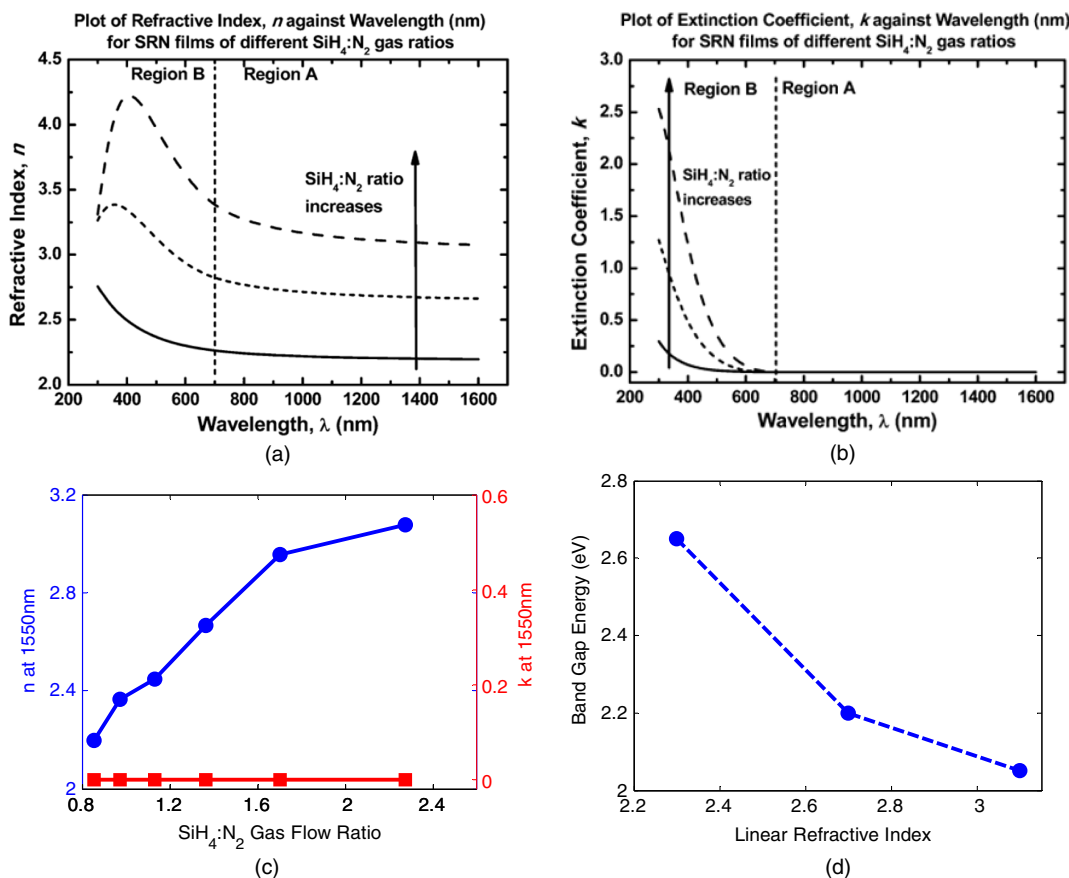 Plot of Refractive Index, n against Wavelength (nm)
for SRN films of different SiH4:N2 gas ratios
4.5
4.0
3.5
3.0
2.5
2.0
Refractive Index, n
Region B
Region A
SiH4:N2 ratio
increases
200 400 600 800 1000 1200 1400 1600
Wavelength, λ (nm)
(a)
Plot of Extinction Coefficient, k against Wavelength (nm)
for SRN films of different SiH4:N2 gas ratios
3.0
2.5
2.0
1.5
1.0
0.5
0.0
Extinction Coefficient, k
Region B
Region A
SiH4:N2 ratio
increases
200 400 600 800 1000 1200 1400 1600
Wavelength, λ (nm)
(b)
3.2
2.8
2.4
2
n at 1550nm
0.6
0.4
0.2
0
k at 1550nm
0.8 1.2 1.6 2 2.4
SiH4:N2 Gas Flow Ratio
(c)
2.8
2.6
2.4
2.2
2
Band Gap Energy (eV)
2.2 2.4 2.6 2.8 3
Linear Refractive Index
(d)